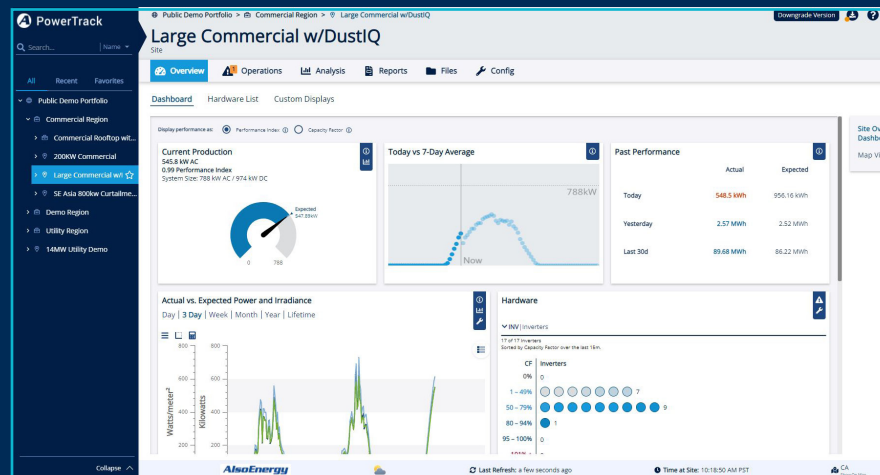 PowerTrack
Search... | Name
All Recent Favorites
Public Demo Portfolio
Commercial Region
Commercial Rooftop wit...
200KW Commercial
Large Commercial w/I
SE Asia 800kw Curtailme...
Demo Region
Utility Region
14MW Utility Demo
Collapse
Public Demo Portfolio > Commercial Region > Large Commercial w/DustIQ
Downgrade Version
Large Commercial w/DustIQ
Site
Overview Operations Analysis Reports Files Config
Dashboard Hardware List Custom Displays
Display performance as: Performance Index Capacity Factor
Current Production
545.8 kW AC
0.99 Performance Index
System Size: 788 kW AC / 974 kW DC
Expected
547.89kW
0 788
Today vs 7-Day Average
788kW
Now
Past Performance
Actual Expected
Today 548.5 kWh 956.16 kWh
Yesterday 2.57 MWh 2.52 MWh
Last 30d 89.68 MWh 86.22 MWh
Site Ov
Dashb
Map Vi
Actual vs. Expected Power and Irradiance
Day | 3 Day | Week | Month | Year | Lifetime
Watts/meter²
800
600
400
200
Kilowatts
800
600
400
200
Hardware
INV | Inverters
17 of 17 Inverters
Sorted by Capacity Factor over the last 15m.
CF Inverters
0% 0
1 – 49% 7
50 – 79% 9
80 – 94% 1
95 – 100% 0
AlsoEnergy
Last Refresh: a few seconds ago
Time at Site: 10:18:50 AM PST
CA